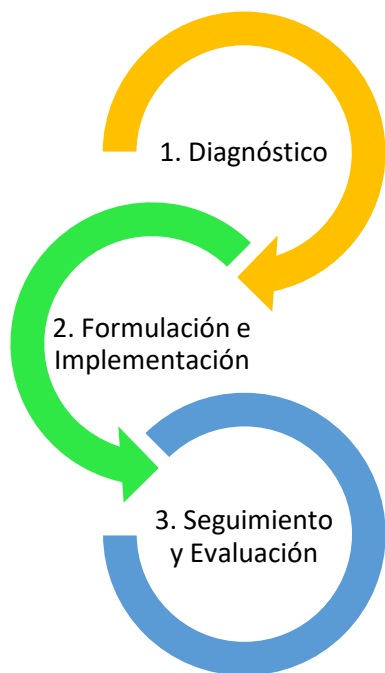 1. Diagnóstico
2. Formulación e
Implementación
3. Seguimiento
y Evaluación